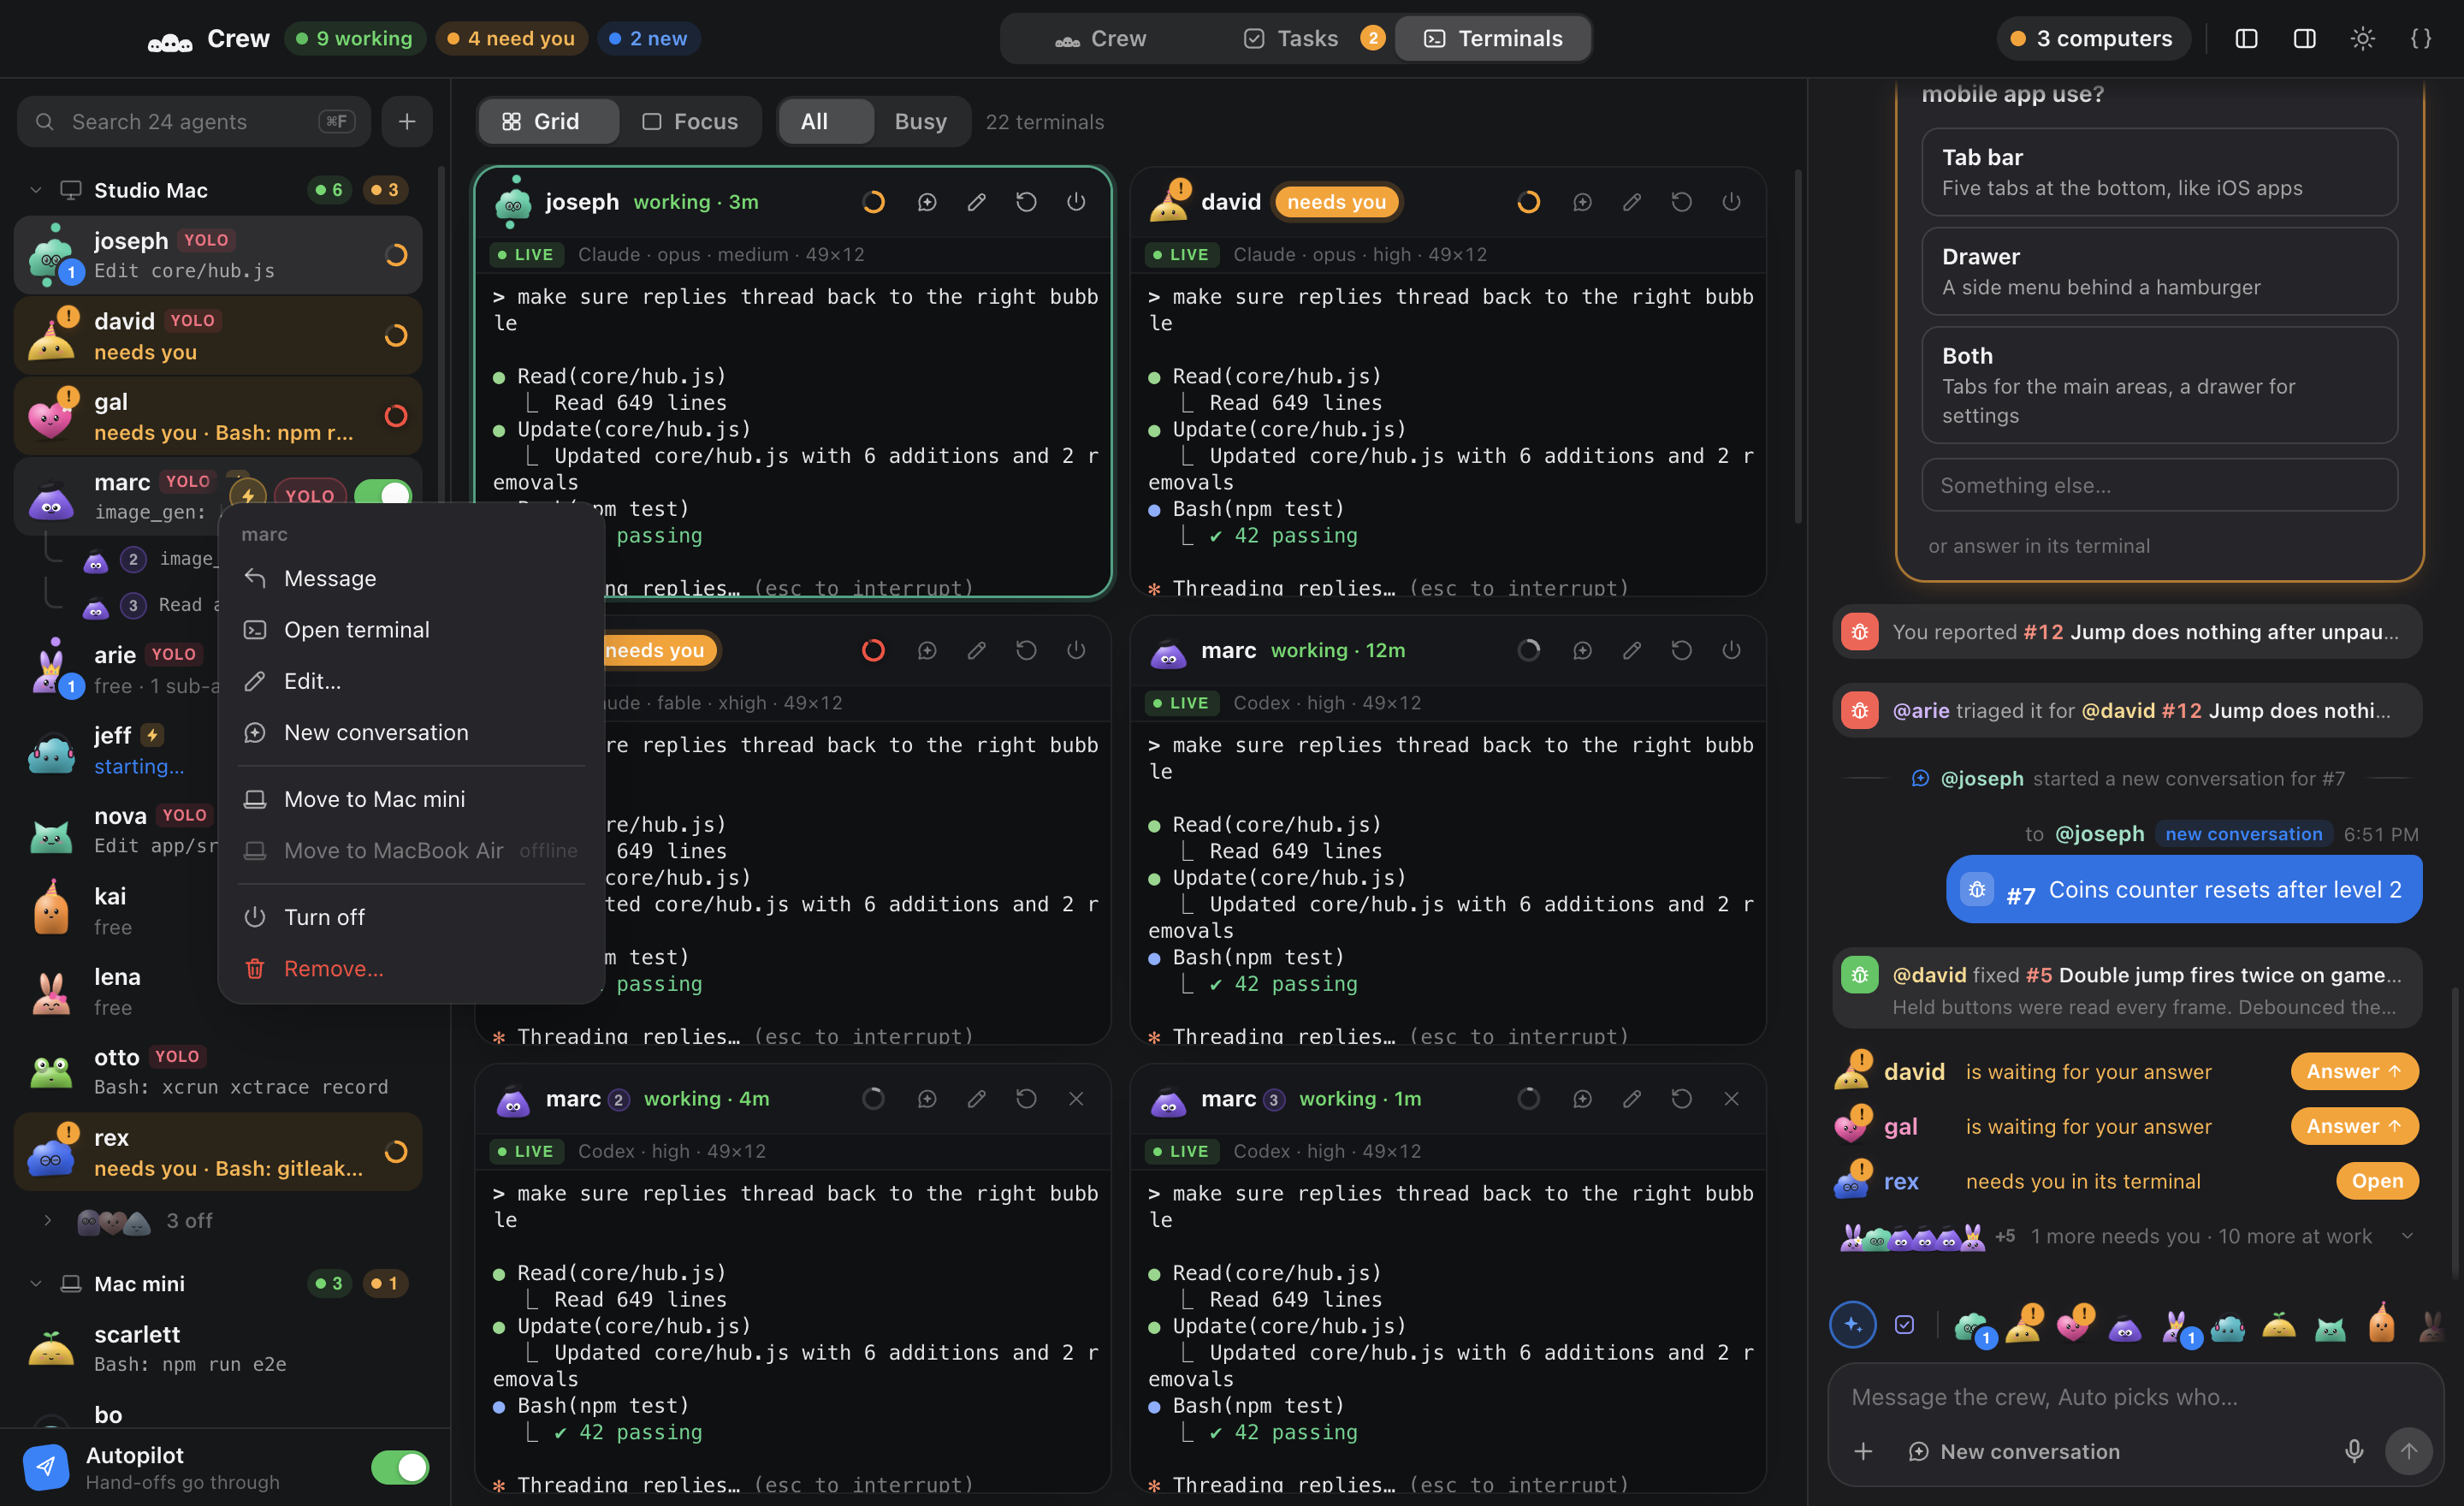 Crew
9 working
4 need you
2 new
Crew
Tasks
2
Terminals
3 computers
Search 24 agents
⌘F
Studio Mac
6
3
joseph YOLO
1
Edit core/hub.js
david YOLO
needs you
gal
needs you · Bash: npm r...
marc YOLO
YOLO
image_gen:
2 image_
3 Read a
arie YOLO
1
free · 1 sub-a
jeff
starting...
nova YOLO
Edit app/sr
kai
free
lena
free
otto YOLO
Bash: xcrun xctrace record
rex
needs you · Bash: gitleak...
3 off
Mac mini
3
1
scarlett
Bash: npm run e2e
bo
Autopilot
Hand-offs go through
marc
Message
Open terminal
Edit...
New conversation
Move to Mac mini
Move to MacBook Air offline
Turn off
Remove...
Grid
Focus
All
Busy
22 terminals
joseph working · 3m
LIVE Claude · opus · medium · 49×12
> make sure replies thread back to the right bubb
le
● Read(core/hub.js)
⎿ Read 649 lines
● Update(core/hub.js)
⎿ Updated core/hub.js with 6 additions and 2 r
emovals
pm test)
passing
ng replies… (esc to interrupt)
david needs you
LIVE Claude · opus · high · 49×12
> make sure replies thread back to the right bubb
le
● Read(core/hub.js)
⎿ Read 649 lines
● Update(core/hub.js)
⎿ Updated core/hub.js with 6 additions and 2 r
emovals
● Bash(npm test)
⎿ ✔ 42 passing
✻ Threading replies… (esc to interrupt)
needs you
ude · fable · xhigh · 49×12
re replies thread back to the right bubb
re/hub.js)
649 lines
core/hub.js)
ted core/hub.js with 6 additions and 2 r
m test)
passing
✻ Threading replies… (esc to interrupt)
marc working · 12m
LIVE Codex · high · 49×12
> make sure replies thread back to the right bubb
le
● Read(core/hub.js)
⎿ Read 649 lines
● Update(core/hub.js)
⎿ Updated core/hub.js with 6 additions and 2 r
emovals
● Bash(npm test)
⎿ ✔ 42 passing
✻ Threading replies… (esc to interrupt)
marc 2 working · 4m
LIVE Codex · high · 49×12
> make sure replies thread back to the right bubb
le
● Read(core/hub.js)
⎿ Read 649 lines
● Update(core/hub.js)
⎿ Updated core/hub.js with 6 additions and 2 r
emovals
● Bash(npm test)
⎿ ✔ 42 passing
✻ Threading replies… (esc to interrupt)
marc 3 working · 1m
LIVE Codex · high · 49×12
> make sure replies thread back to the right bubb
le
● Read(core/hub.js)
⎿ Read 649 lines
● Update(core/hub.js)
⎿ Updated core/hub.js with 6 additions and 2 r
emovals
● Bash(npm test)
⎿ ✔ 42 passing
✻ Threading replies… (esc to interrupt)
mobile app use?
Tab bar
Five tabs at the bottom, like iOS apps
Drawer
A side menu behind a hamburger
Both
Tabs for the main areas, a drawer for
settings
Something else...
or answer in its terminal
You reported #12 Jump does nothing after unpau...
@arie triaged it for @david #12 Jump does nothi...
@joseph started a new conversation for #7
to @joseph new conversation 6:51 PM
#7 Coins counter resets after level 2
@david fixed #5 Double jump fires twice on game...
Held buttons were read every frame. Debounced the...
david is waiting for your answer
Answer ↑
gal is waiting for your answer
Answer ↑
rex needs you in its terminal
Open
+5 1 more needs you · 10 more at work
1
1
Message the crew, Auto picks who...
New conversation